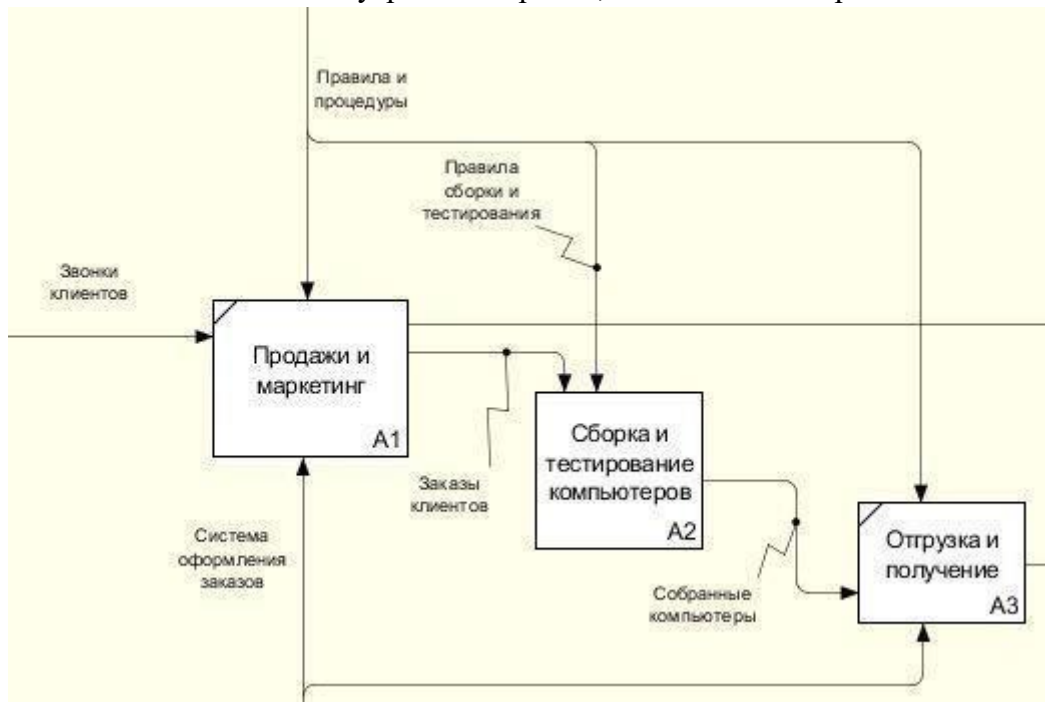 Правила и
процедуры
Правила
сборки и
тестирования
Звонки
клиентов
Продажи и
маркетинг
A1
Сборка и
тестирование
компьютеров
A2
Заказы
клиентов
Система
оформления
заказов
Отгрузка и
получение
A3
Собранные
компьютеры